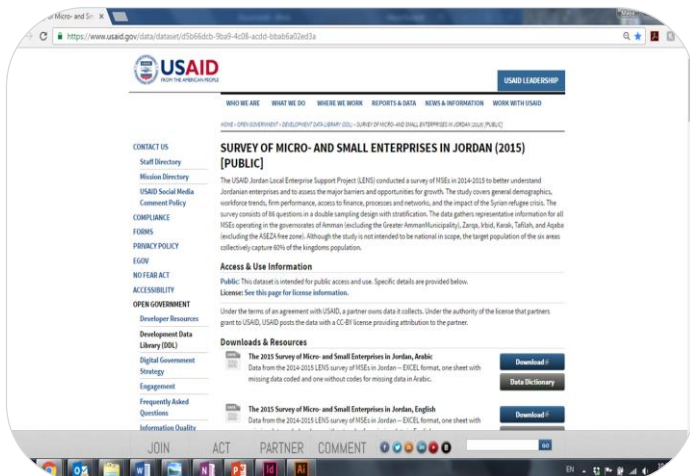 of Micro- and Sm
https://www.usaid.gov/data/dataset/d5b66dcb-9ba9-4c08-acdd-bbab6a02ed3a
USAID
FROM THE AMERICAN PEOPLE
USAID LEADERSHIP
WHO WE ARE WHAT WE DO WHERE WE WORK REPORTS & DATA NEWS & INFORMATION WORK WITH USAID
HOME » OPEN GOVERNMENT » DEVELOPMENT DATA LIBRARY (DDL) » SURVEY OF MICRO- AND SMALL ENTERPRISES IN JORDAN (2015) [PUBLIC]
CONTACT US
Staff Directory
Mission Directory
USAID Social Media
Comment Policy
COMPLIANCE
FORMS
PRIVACY POLICY
EGOV
NO FEAR ACT
ACCESSIBILITY
OPEN GOVERNMENT
Developer Resources
Development Data
Library (DDL)
Digital Government
Strategy
Engagement
Frequently Asked
Questions
Information Quality
SURVEY OF MICRO- AND SMALL ENTERPRISES IN JORDAN (2015)
[PUBLIC]
The USAID Jordan Local Enterprise Support Project (LENS) conducted a survey of MSEs in 2014-2015 to better understand
Jordanian enterprises and to assess the major barriers and opportunities for growth. The study covers general demographics,
workforce trends, firm performance, access to finance, processes and networks, and the impact of the Syrian refugee crisis. The
survey consists of 86 questions in a double sampling design with stratification. The data gathers representative information for all
MSEs operating in the governorates of Amman (excluding the Greater AmmanMunicipality), Zarqa, Irbid, Karak, Tafilah, and Aqaba
(excluding the ASEZA free zone). Although the study is not intended to be national in scope, the target population of the six areas
collectively capture 60% of the kingdoms population.
Access & Use Information
Public: This dataset is intended for public access and use. Specific details are provided below.
License: See this page for license information.
Under the terms of an agreement with USAID, a partner owns data it collects. Under the authority of the license that partners
grant to USAID, USAID posts the data with a CC-BY license providing attribution to the partner.
Downloads & Resources
The 2015 Survey of Micro- and Small Enterprises in Jordan, Arabic
Data from the 2014-2015 LENS survey of MSEs in Jordan -- EXCEL format, one sheet with
missing data coded and one without codes for missing data in Arabic.
Download
Data Dictionary
The 2015 Survey of Micro- and Small Enterprises in Jordan, English
Data from the 2014-2015 LENS survey of MSEs in Jordan -- EXCEL format, one sheet with
Download
JOIN ACT PARTNER COMMENT
GO
EN